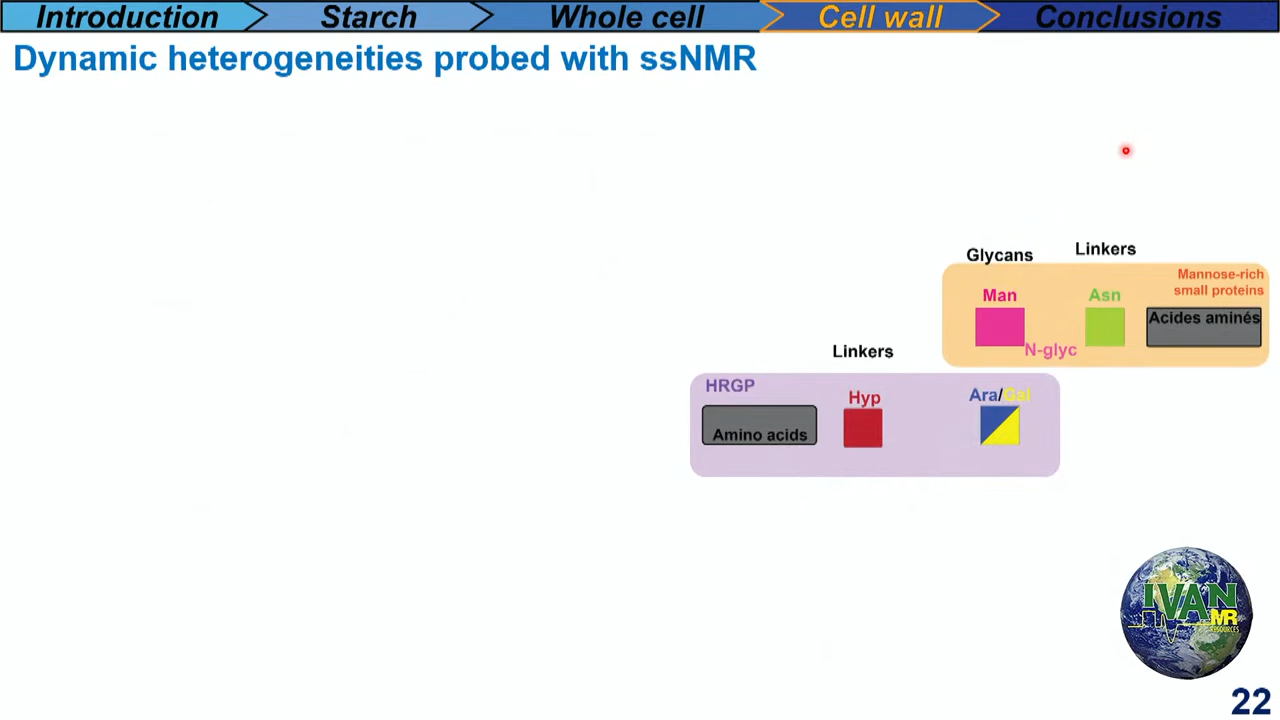 Introduction
Starch
Whole cell
Cell wall
Conclusions
Dynamic heterogeneities probed with ssNMR
Glycans
Linkers
Mannose-rich
small proteins
Man
Asn
Acides aminés
N-glyc
Linkers
HRGP
Hyp
Ara/Gal
Amino acids
IVAN
MR
RESOURCES
22